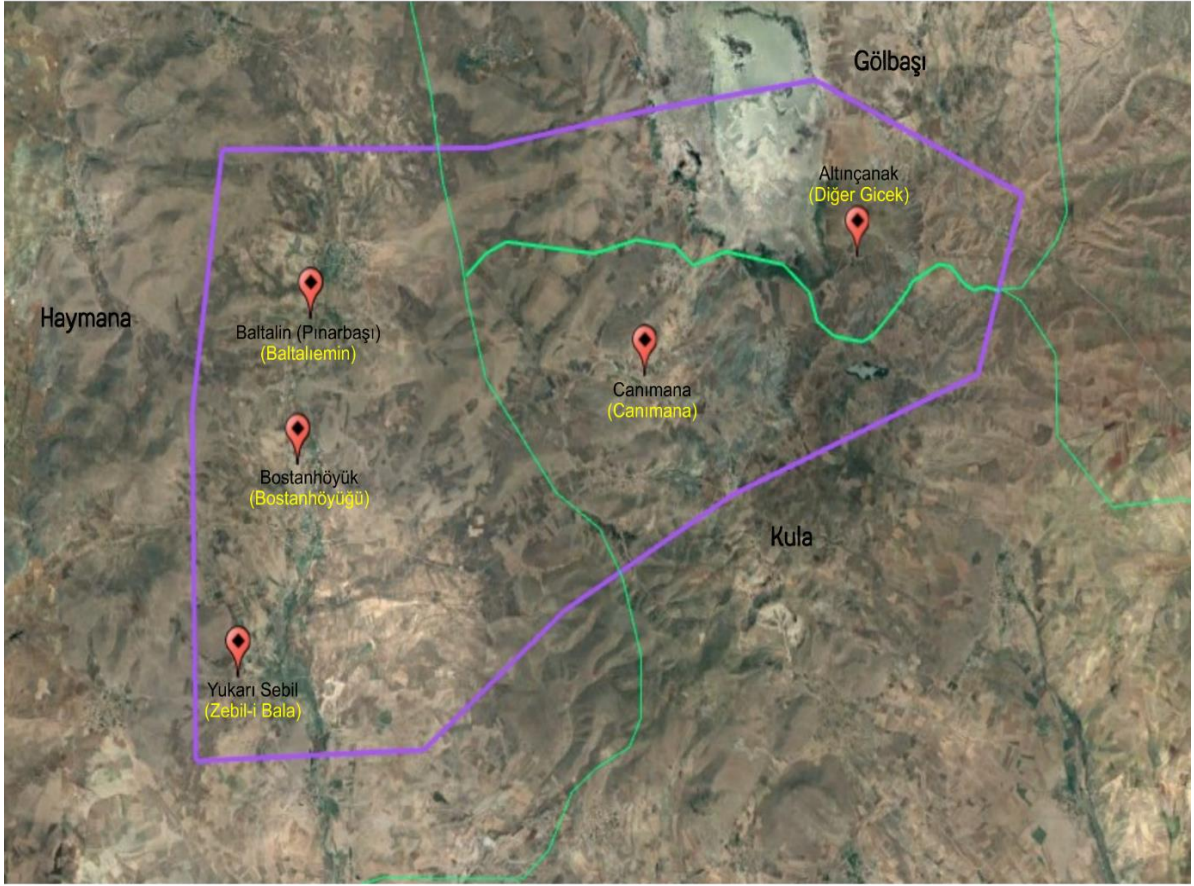 Gölbaşı
Altınçanak
(Diğer Gicek)
Haymana
Baltalin (Pınarbaşı)
(Baltalıemin)
Canımana
(Canımana)
Bostanhöyük
(Bostanhöyüğü)
Kula
Yukarı Sebil
(Zebil-i Bala)